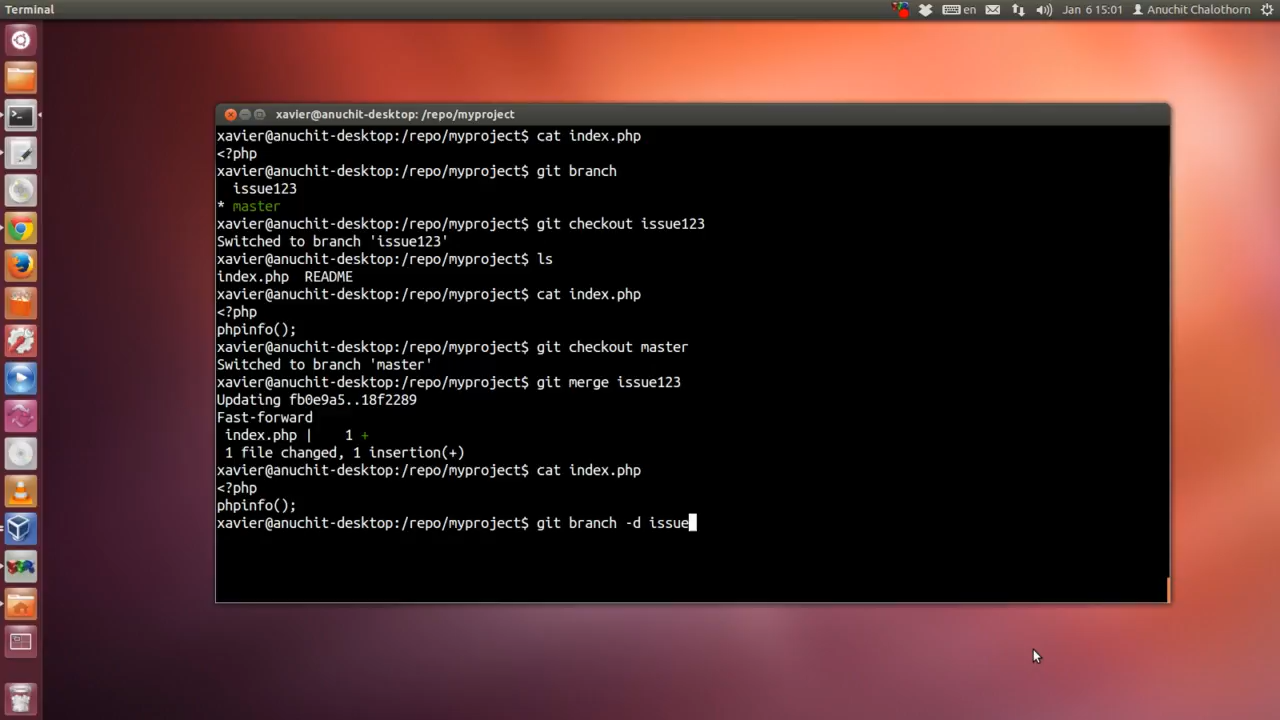 Terminal
en
Jan 6 15:01
Anuchit Chalothorn
xavier@anuchit-desktop: /repo/myproject
xavier@anuchit-desktop:/repo/myproject$ cat index.php
<?php
xavier@anuchit-desktop:/repo/myproject$ git branch
  issue123
* master
xavier@anuchit-desktop:/repo/myproject$ git checkout issue123
Switched to branch 'issue123'
xavier@anuchit-desktop:/repo/myproject$ ls
index.php  README
xavier@anuchit-desktop:/repo/myproject$ cat index.php
<?php
phpinfo();
xavier@anuchit-desktop:/repo/myproject$ git checkout master
Switched to branch 'master'
xavier@anuchit-desktop:/repo/myproject$ git merge issue123
Updating fb0e9a5..18f2289
Fast-forward
 index.php |    1 +
 1 file changed, 1 insertion(+)
xavier@anuchit-desktop:/repo/myproject$ cat index.php
<?php
phpinfo();
xavier@anuchit-desktop:/repo/myproject$ git branch -d issue